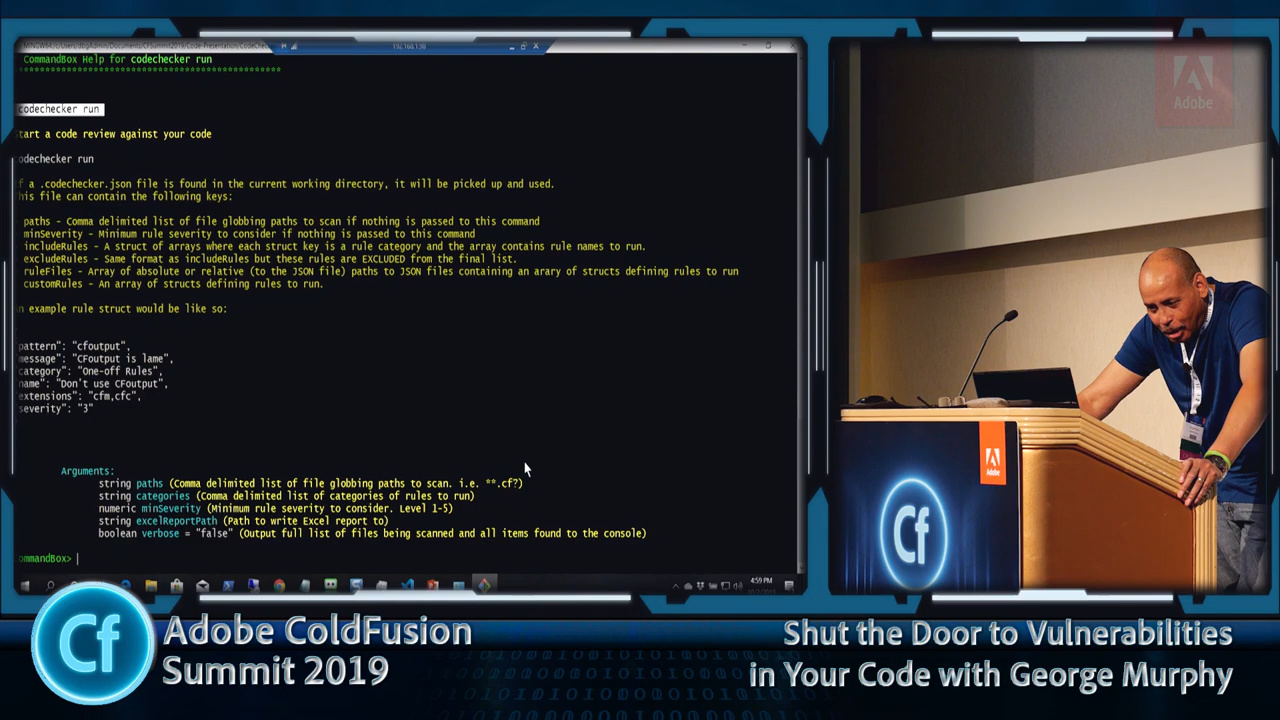 CommandBox Help for codechecker run
**************************************************
codechecker run
tart a code review against your code
odechecker run
f a .codechecker.json file is found in the current working directory, it will be picked up and used.
his file can contain the following keys:
paths - Comma delimited list of file globbing paths to scan if nothing is passed to this command
minSeverity - Minimum rule severity to consider if nothing is passed to this command
includeRules - A struct of arrays where each struct key is a rule category and the array contains rule names to run.
excludeRules - Same format as includeRules but these rules are EXCLUDED from the final list.
ruleFiles - Array of absolute or relative (to the JSON file) paths to JSON files containing an arary of structs defining rules to run
customRules - An array of structs defining rules to run.
n example rule struct would be like so:
pattern": "cfoutput",
message": "CFoutput is lame",
category": "One-off Rules",
name": "Don't use CFoutput",
extensions": "cfm,cfc",
severity": "3"
Arguments:
string paths (Comma delimited list of file globbing paths to scan. i.e. **.cf?)
string categories (Comma delimited list of categories of rules to run)
numeric minSeverity (Minimum rule severity to consider. Level 1-5)
string excelReportPath (Path to write Excel report to)
boolean verbose = "false" (Output full list of files being scanned and all items found to the console)
ommandBox>
4:59 PM
Adobe
Adobe
Cf
Cf
Adobe ColdFusion
Summit 2019
Shut the Door to Vulnerabilities
in Your Code with George Murphy